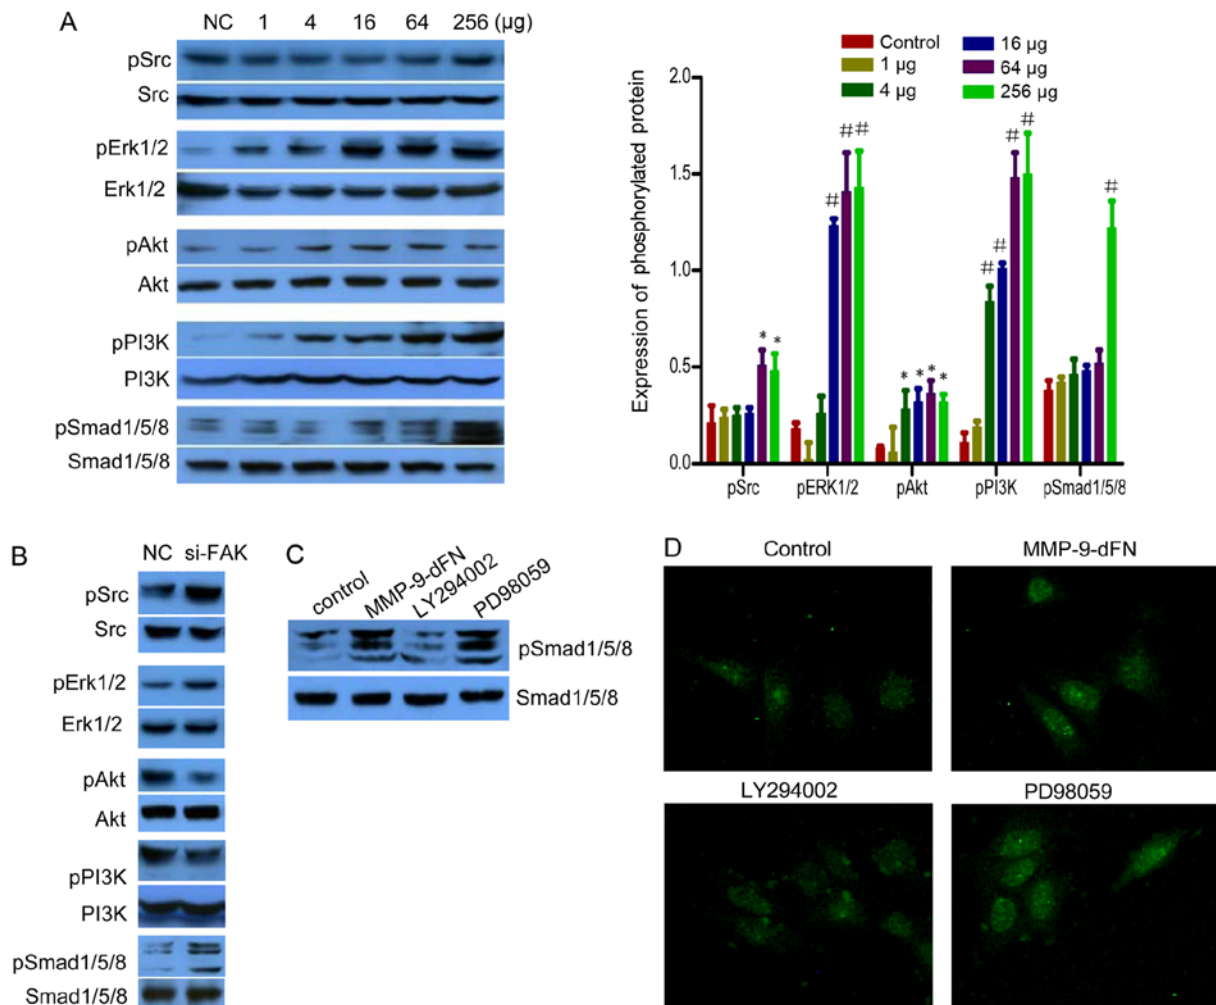 A
NC 1 4 16 64 256 (μg)
pSrc
Src
pErk1/2
Erk1/2
pAkt
Akt
pPI3K
PI3K
pSmad1/5/8
Smad1/5/8
Control
1 μg
4 μg
16 μg
64 μg
256 μg
Expression of phosphorylated protein
2.0
1.5
1.0
0.5
0.0
* *
# # #
* * * *
# # # #
#
pSrc pERK1/2 pAkt pPI3K pSmad1/5/8
B
NC si-FAK
pSrc
Src
pErk1/2
Erk1/2
pAkt
Akt
pPI3K
PI3K
pSmad1/5/8
Smad1/5/8
C
control MMP-9-dFN LY294002 PD98059
pSmad1/5/8
Smad1/5/8
D
Control MMP-9-dFN
LY294002 PD98059